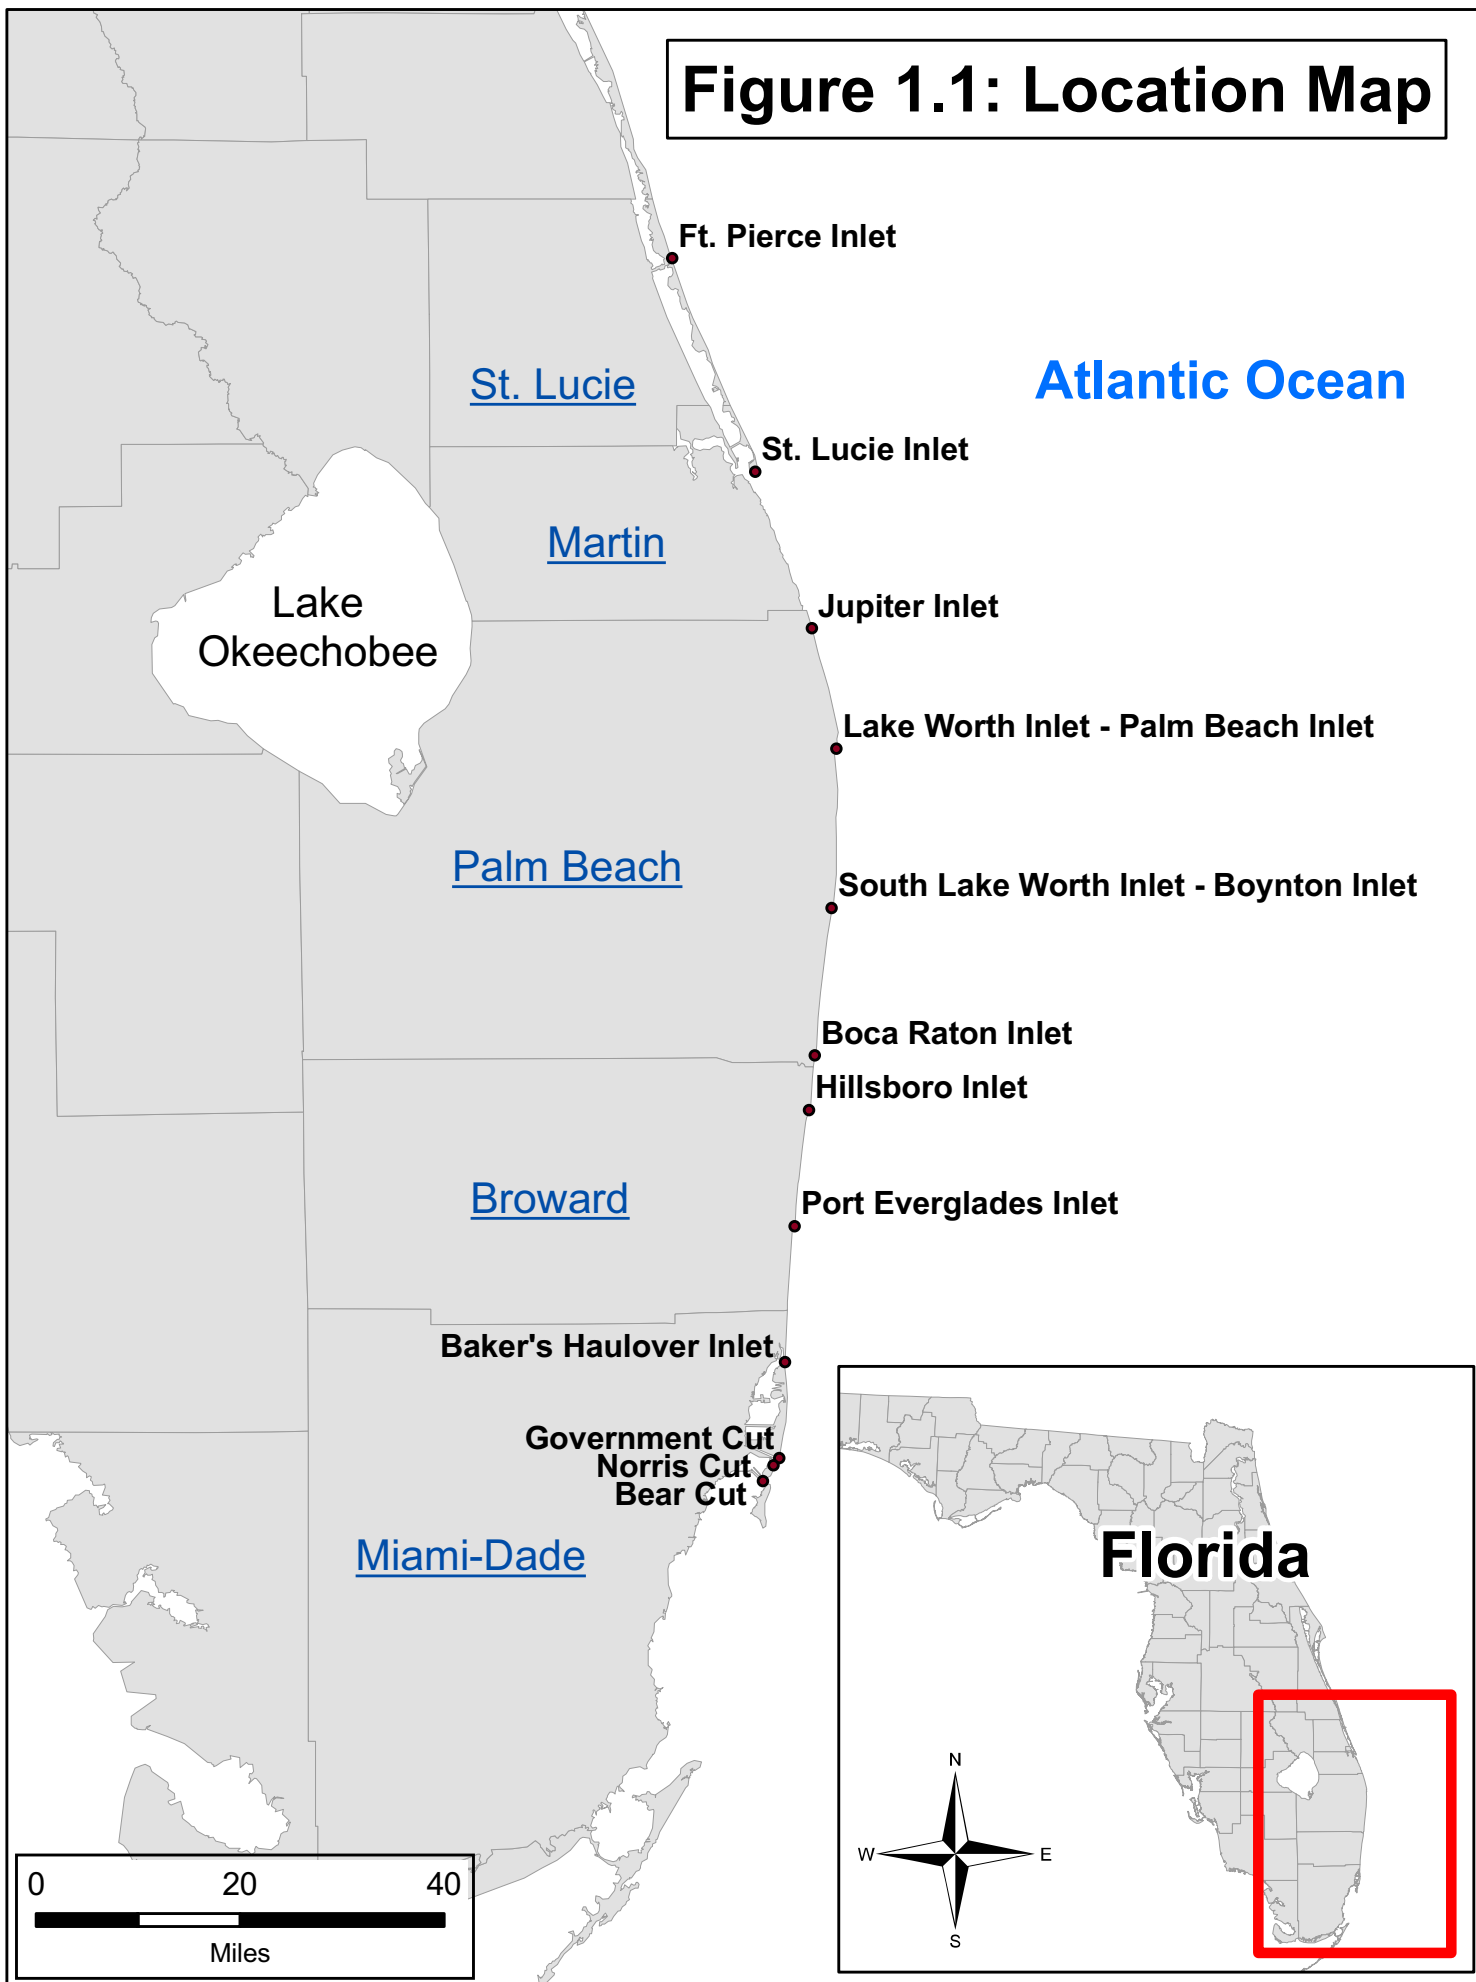 Figure 1.1: Location Map
Ft. Pierce Inlet
St. Lucie
Atlantic Ocean
St. Lucie Inlet
Martin
Lake
Okeechobee
Jupiter Inlet
Lake Worth Inlet - Palm Beach Inlet
Palm Beach
South Lake Worth Inlet - Boynton Inlet
Boca Raton Inlet
Hillsboro Inlet
Broward
Port Everglades Inlet
Baker's Haulover Inlet
Government Cut
Norris Cut
Bear Cut
Miami-Dade
Florida
N
W
E
S
0 20 40
Miles